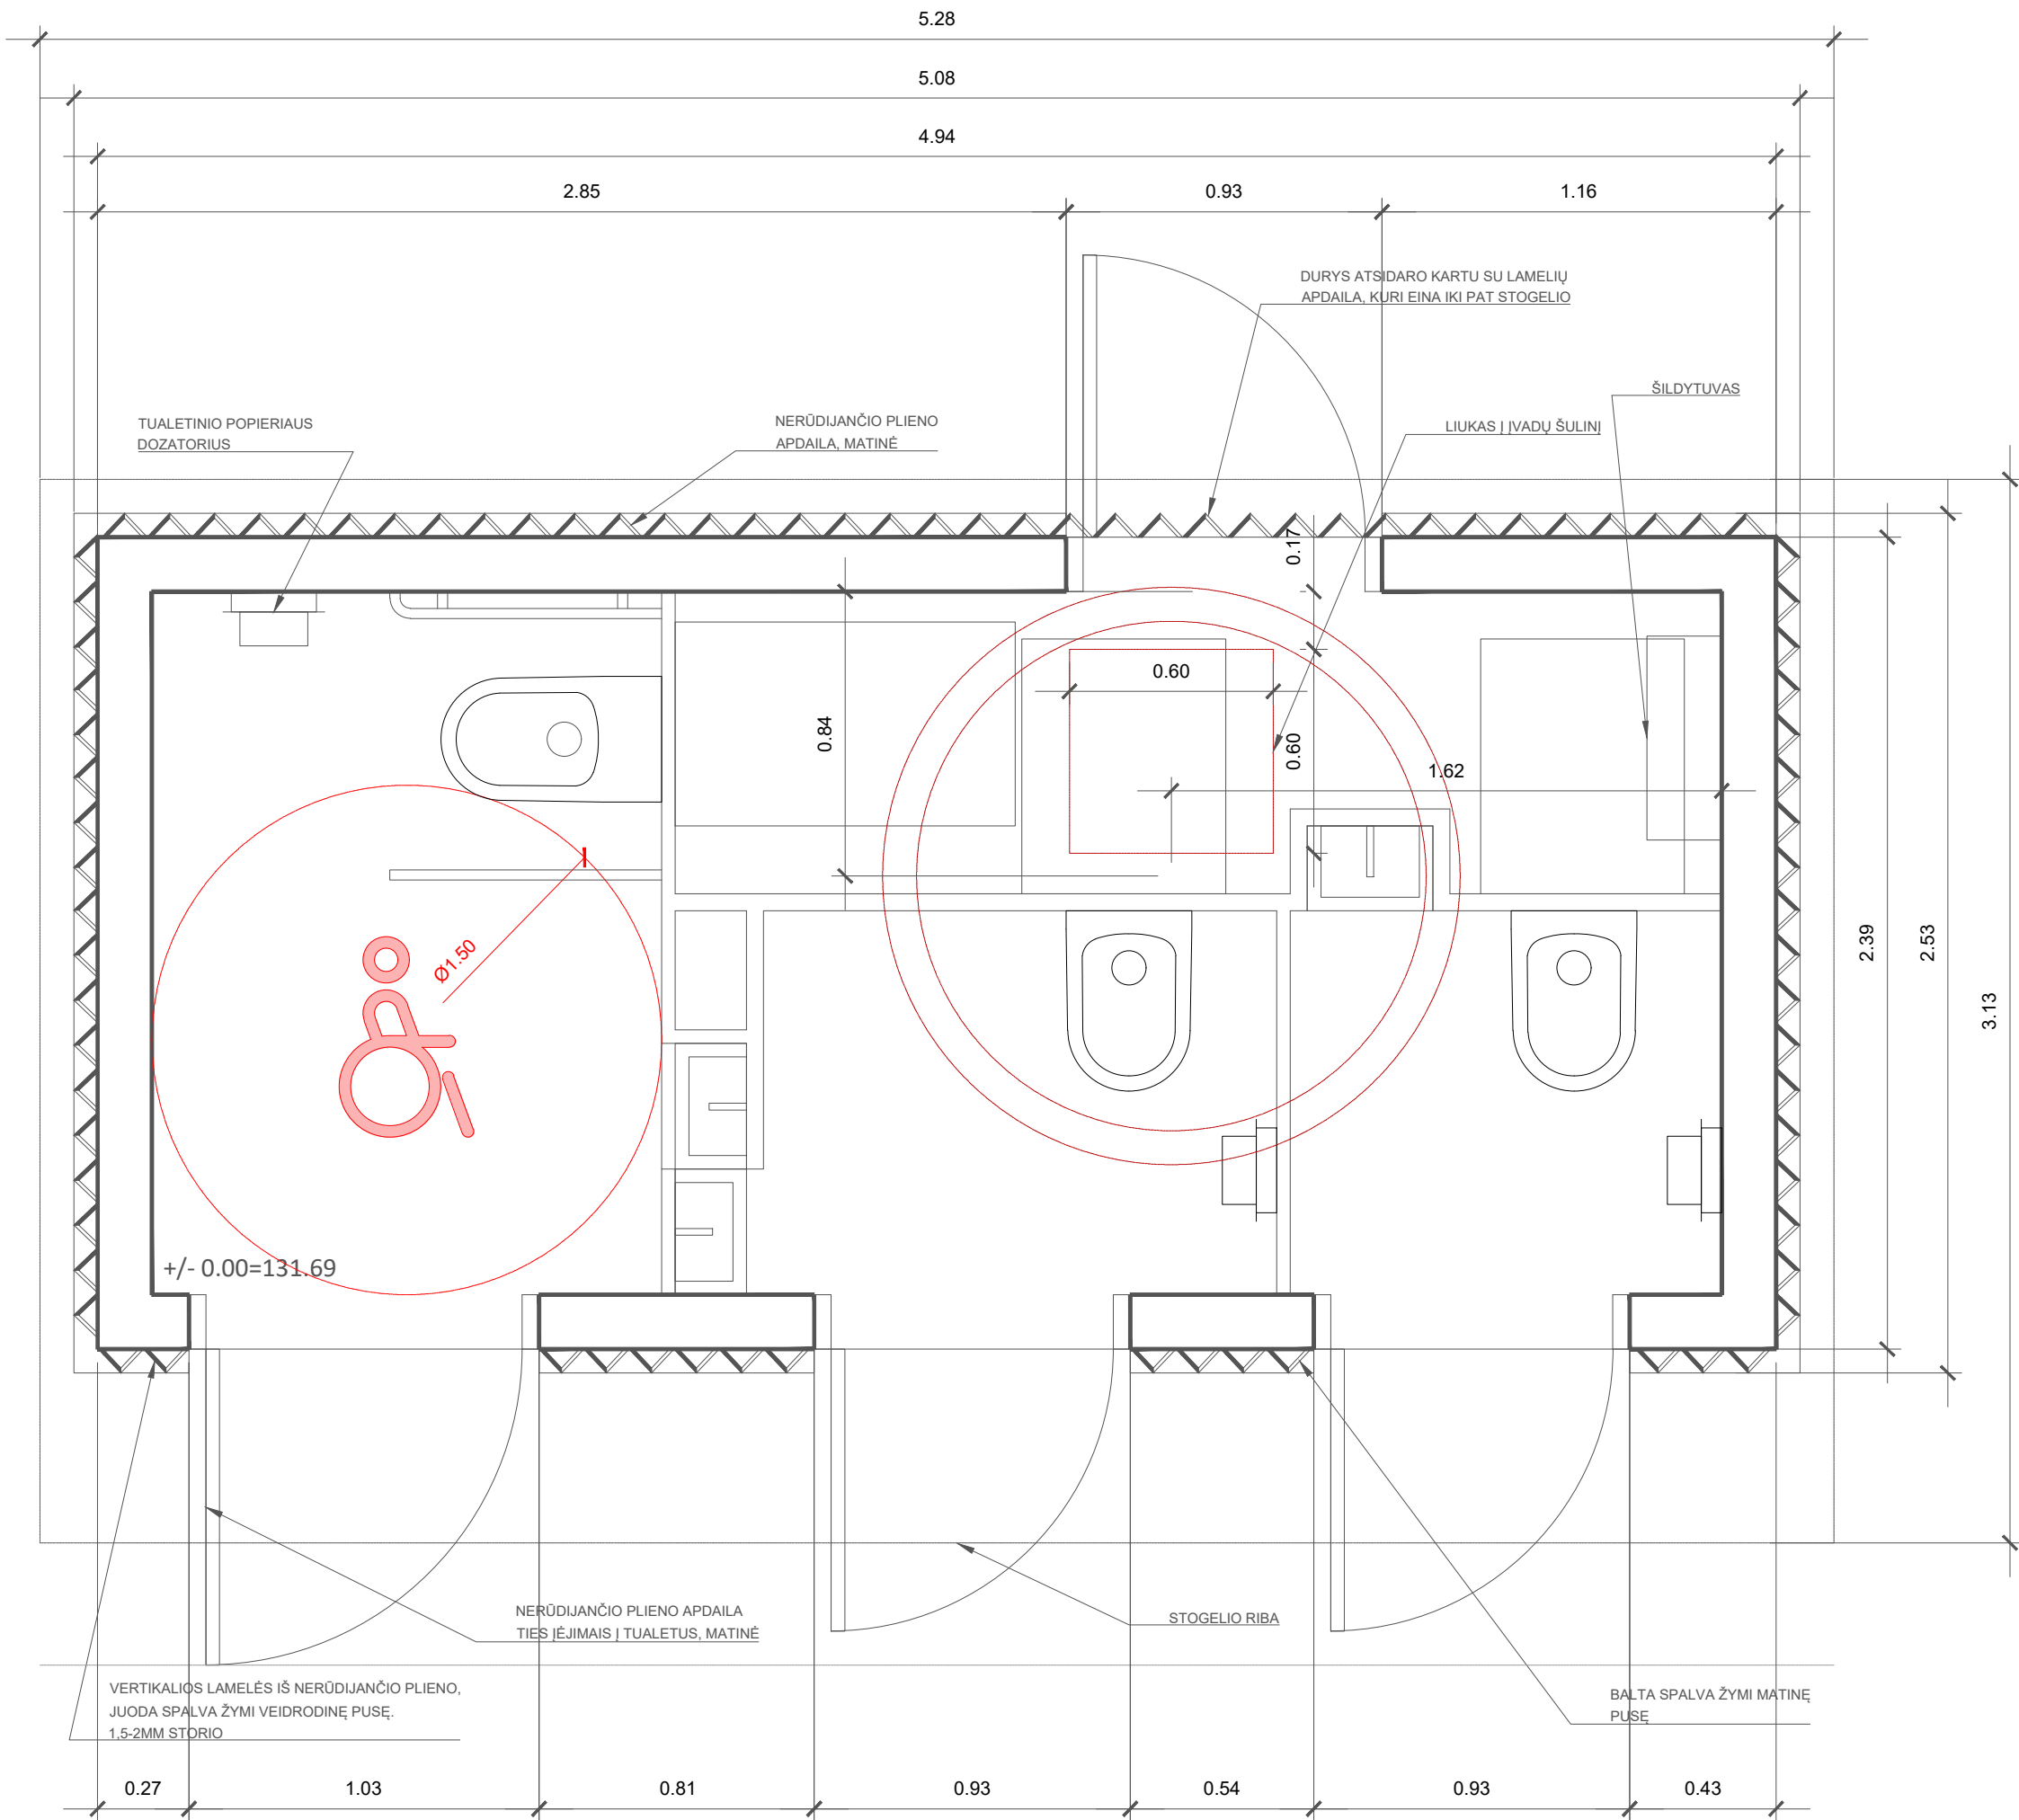 5.28
5.08
4.94
2.85
0.93
1.16
DURYS ATSIDARO KARTU SU LAMELIŲ
APDAILA, KURI EINA IKI PAT STOGELIO
ŠILDYTUVAS
TUALETINIO POPIERIAUS
DOZATORIUS
NERŪDIJANČIO PLIENO
APDAILA, MATINĖ
LIUKAS Į ĮVADŲ ŠULINĮ
0.17
0.60
0.84
0.60
1.62
Ø1.50
2.39
2.53
3.13
+/- 0.00=131.69
NERŪDIJANČIO PLIENO APDAILA
TIES ĮĖJIMAIS Į TUALETUS, MATINĖ
STOGELIO RIBA
VERTIKALIOS LAMELĖS IŠ NERŪDIJANČIO PLIENO,
JUODA SPALVA ŽYMI VEIDRODINĘ PUSĘ.
1,5-2MM STORIO
BALTA SPALVA ŽYMI MATINĘ
PUSĘ
0.27
1.03
0.81
0.93
0.54
0.93
0.43